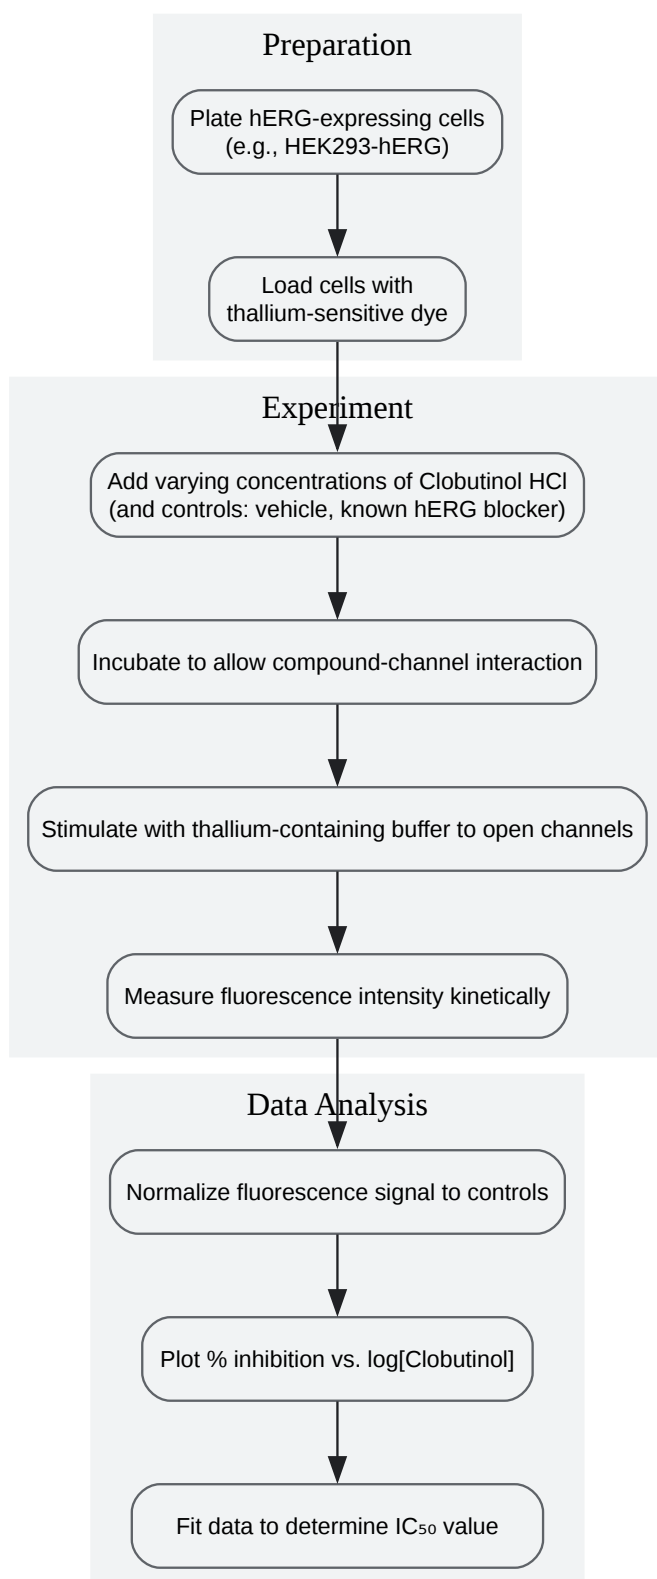 Preparation
Plate hERG-expressing cells
(e.g., HEK293-hERG)
Load cells with
thallium-sensitive dye
Experiment
Add varying concentrations of Clobutinol HCl
(and controls: vehicle, known hERG blocker)
Incubate to allow compound-channel interaction
Stimulate with thallium-containing buffer to open channels
Measure fluorescence intensity kinetically
Data Analysis
Normalize fluorescence signal to controls
Plot % inhibition vs. log[Clobutinol]
Fit data to determine IC₅₀ value